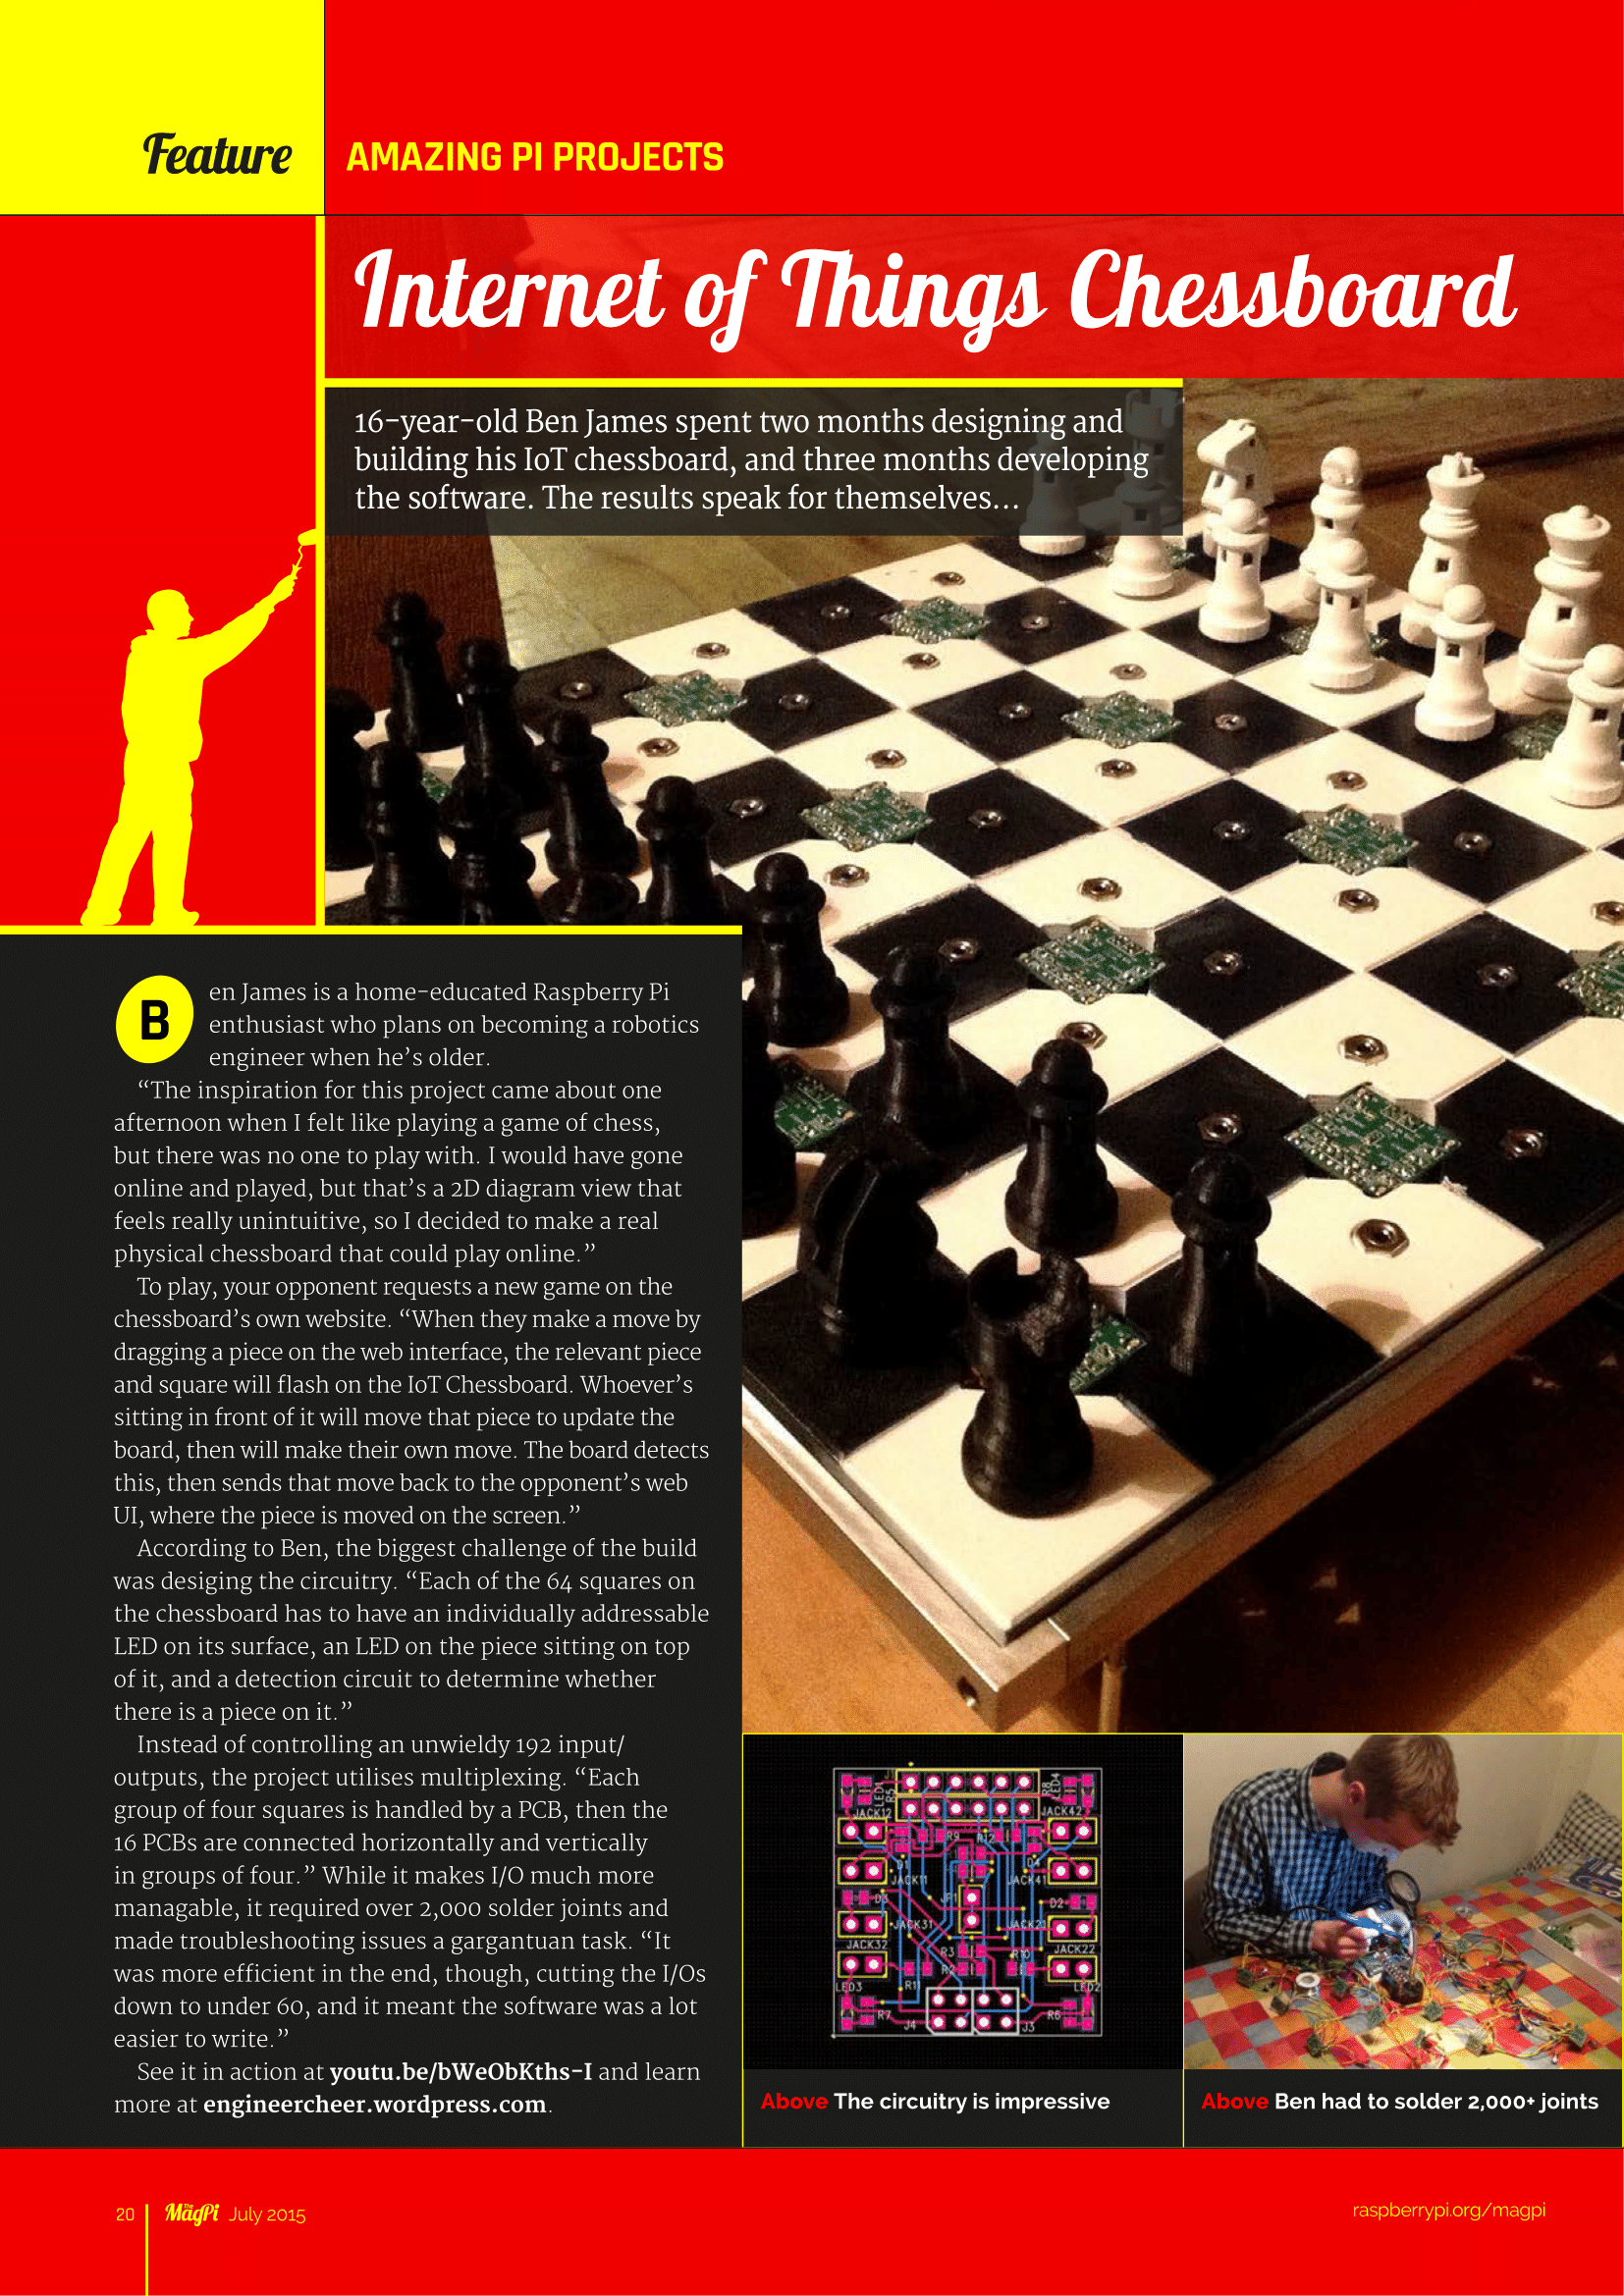 Feature
AMAZING PI PROJECTS
Internet of Things Chessboard
16-year-old Ben James spent two months designing and
building his IoT chessboard, and three months developing
the software. The results speak for themselves...
Ben James is a home-educated Raspberry Pi
enthusiast who plans on becoming a robotics
engineer when he’s older.
“The inspiration for this project came about one
afternoon when I felt like playing a game of chess,
but there was no one to play with. I would have gone
online and played, but that’s a 2D diagram view that
feels really unintuitive, so I decided to make a real
physical chessboard that could play online.”
To play, your opponent requests a new game on the
chessboard’s own website. “When they make a move by
dragging a piece on the web interface, the relevant piece
and square will flash on the IoT Chessboard. Whoever’s
sitting in front of it will move that piece to update the
board, then will make their own move. The board detects
this, then sends that move back to the opponent’s web
UI, where the piece is moved on the screen.”
According to Ben, the biggest challenge of the build
was desiging the circuitry. “Each of the 64 squares on
the chessboard has to have an individually addressable
LED on its surface, an LED on the piece sitting on top
of it, and a detection circuit to determine whether
there is a piece on it.”
Instead of controlling an unwieldy 192 input/
outputs, the project utilises multiplexing. “Each
group of four squares is handled by a PCB, then the
16 PCBs are connected horizontally and vertically
in groups of four.” While it makes I/O much more
managable, it required over 2,000 solder joints and
made troubleshooting issues a gargantuan task. “It
was more efficient in the end, though, cutting the I/Os
down to under 60, and it meant the software was a lot
easier to write.”
See it in action at youtu.be/bWeObKths-I and learn
more at engineercheer.wordpress.com.
LED1
R5
R8
LED4
JACK12
JACK42
R9
R12
D1
D4
JACK11
JACK41
D3
JP1
D2
JACK31
JACK21
JACK32
JACK22
R3
R10
R2
R11
LED3
LED2
R7
R6
J4
J3
Above The circuitry is impressive
Above Ben had to solder 2,000+ joints
20
The MagPi July 2015
raspberrypi.org/magpi